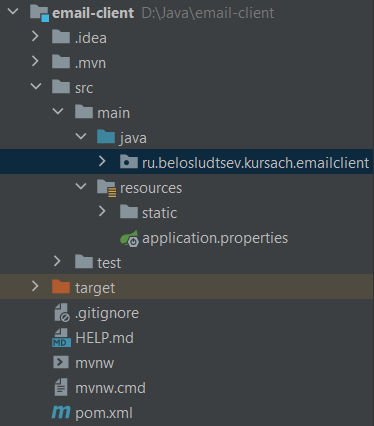 email-client D:\Java\email-client
.idea
.mvn
src
main
java
ru.belosludtsev.kursach.emailclient
resources
static
application.properties
test
target
.gitignore
MD HELP.md
mvnw
mvnw.cmd
pom.xml